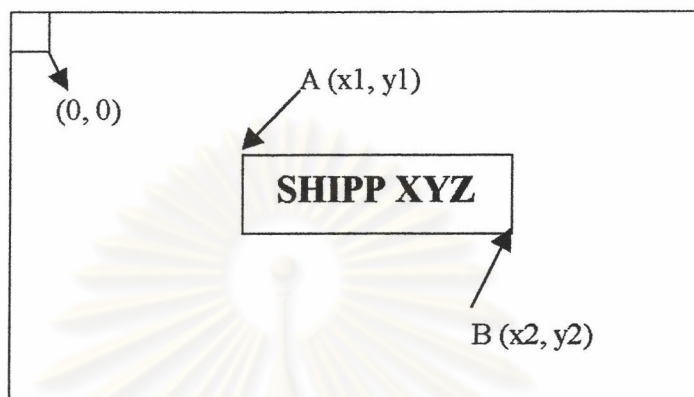 A (x1, y1)
(0, 0)
SHIPP XYZ
B (x2, y2)